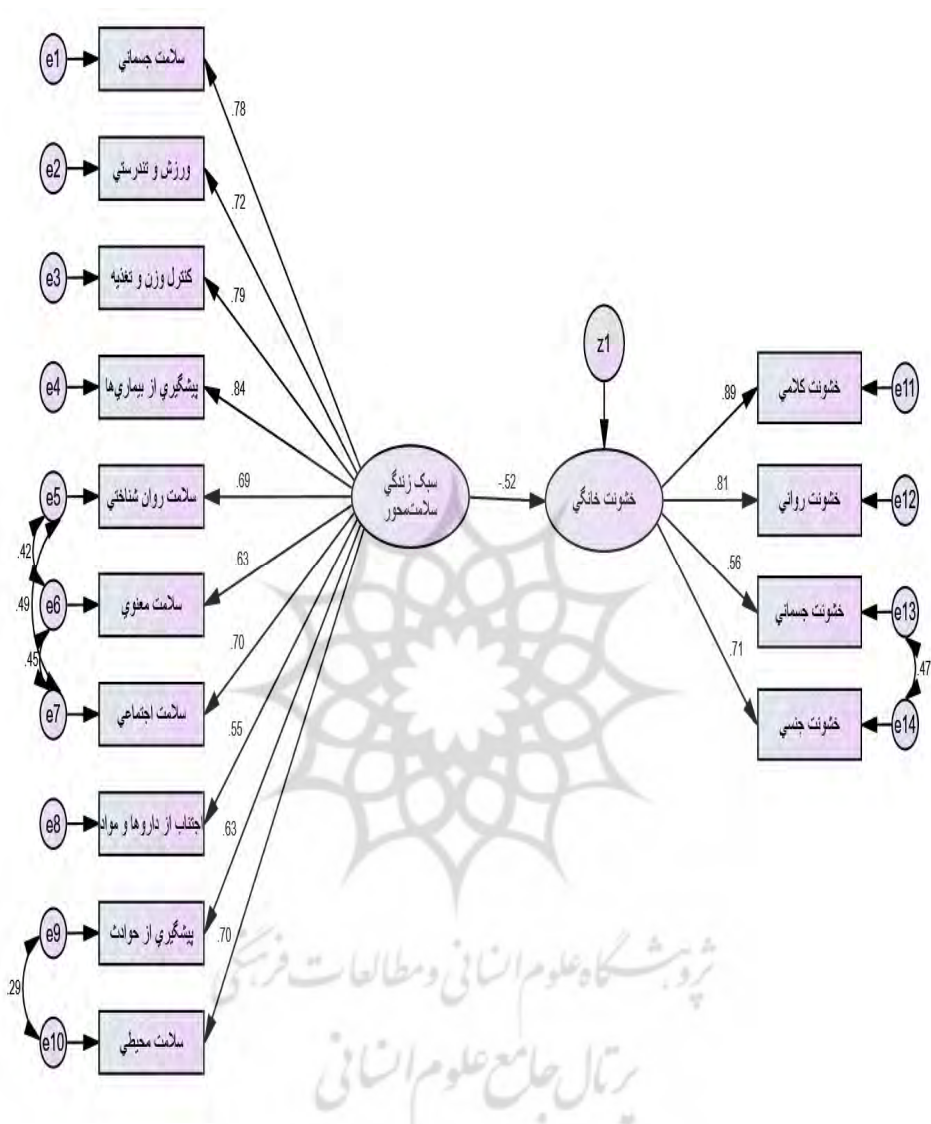 e1
سلامت جسماني
.78
e2
ورزش و تندرستي
.72
e3
كنترل وزن و تغذيه
.79
e4
پيشگيري از بيماري‌ها
.84
e5
سلامت روان شناختي
.69
e6
سلامت معنوي
.63
e7
سلامت اجتماعي
.70
e8
اجتناب از داروها و مواد
.55
e9
پيشگيري از حوادث
.63
e10
سلامت محيطي
.70
.42
.49
.45
.29
سبک زندگي
سلامت‌محور
-.52
z1
خشونت خانگي
.89
خشونت كلامي
e11
.81
خشونت رواني
e12
.56
خشونت جسماني
e13
.71
خشونت جنسي
e14
.47
پژوهشگاه علوم انسانی و مطالعات فرهنگی
پرتال جامع علوم انسانی